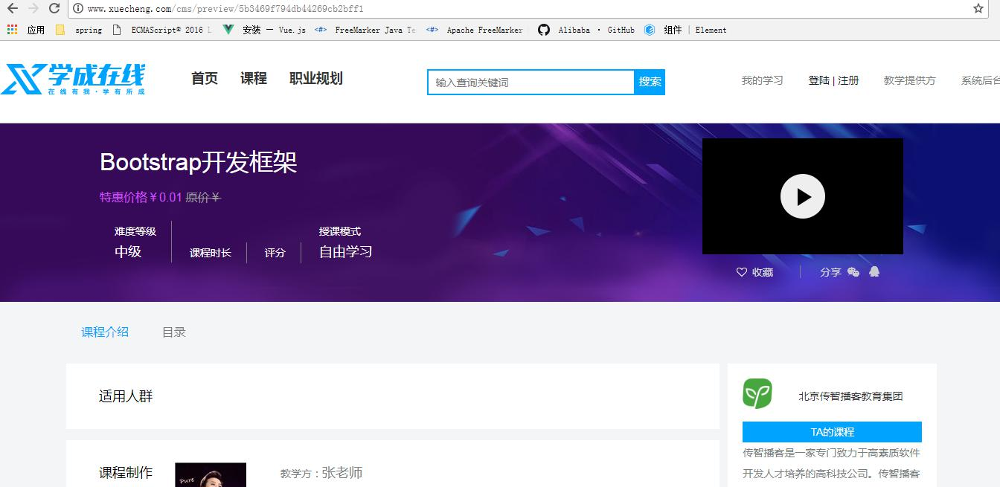 www.xuecheng.com/cms/preview/5b3469f794db44269cb2bff1
应用 spring ECMAScript® 2016 L 安装 — Vue.js FreeMarker Java Te Apache FreeMarker Alibaba · GitHub 组件 | Element
学成在线
在线有我·学有所成
首页 课程 职业规划
输入查询关键词 搜索
我的学习 登陆 | 注册 教学提供方 系统后台
Bootstrap开发框架
特惠价格￥0.01 原价￥
难度等级 授课模式
中级 课程时长 评分 自由学习
收藏 分享
课程介绍 目录
适用人群
北京传智播客教育集团
TA的课程
传智播客是一家专门致力于高素质软件
开发人才培养的高科技公司。传智播客
课程制作 Pure 教学方：张老师